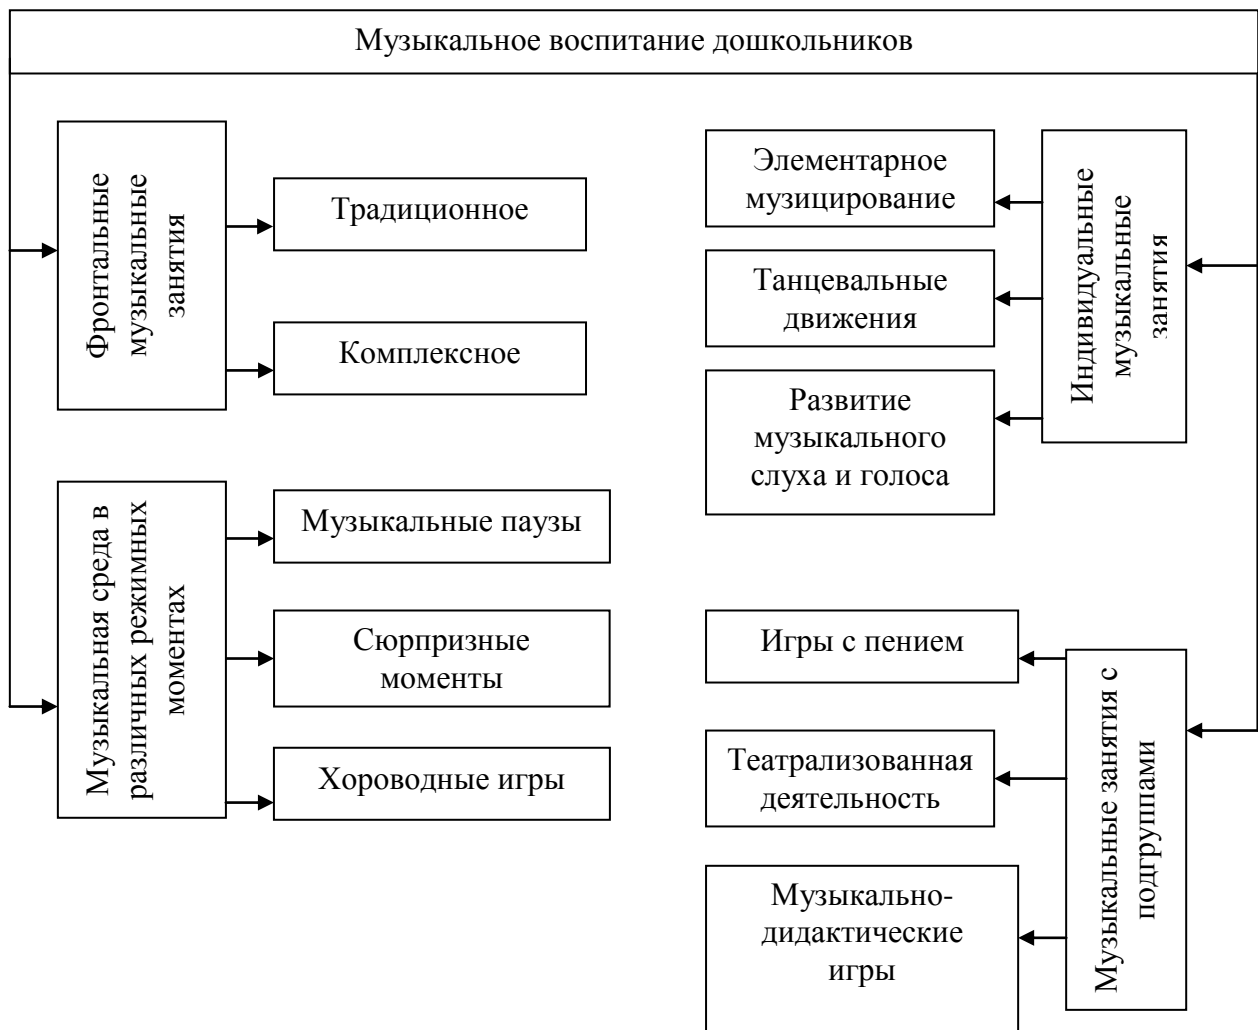 Музыкальное воспитание дошкольников
Фронтальные
музыкальные
занятия
Традиционное
Комплексное
Музыкальная среда в
различных режимных
моментах
Музыкальные паузы
Сюрпризные
моменты
Хороводные игры
Элементарное
музицирование
Танцевальные
движения
Развитие
музыкального
слуха и голоса
Индивидуальные
музыкальные
занятия
Игры с пением
Театрализованная
деятельность
Музыкально-
дидактические
игры
Музыкальные занятия с
подгруппами